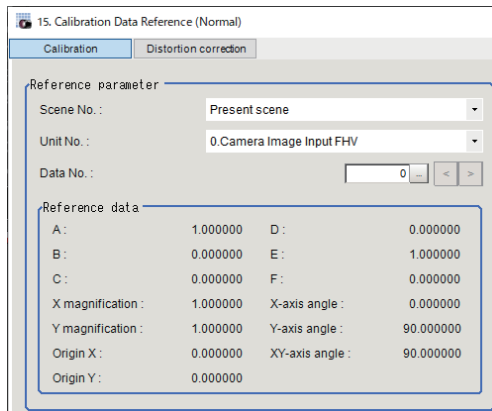 15. Calibration Data Reference (Normal)
Calibration Distortion correction
Reference parameter
Scene No. : Present scene
Unit No. : 0.Camera Image Input FHV
Data No. : 0 ... < >
Reference data
A : 1.000000 D : 0.000000
B : 0.000000 E : 1.000000
C : 0.000000 F : 0.000000
X magnification : 1.000000 X-axis angle : 0.000000
Y magnification : 1.000000 Y-axis angle : 90.000000
Origin X : 0.000000 XY-axis angle : 90.000000
Origin Y : 0.000000